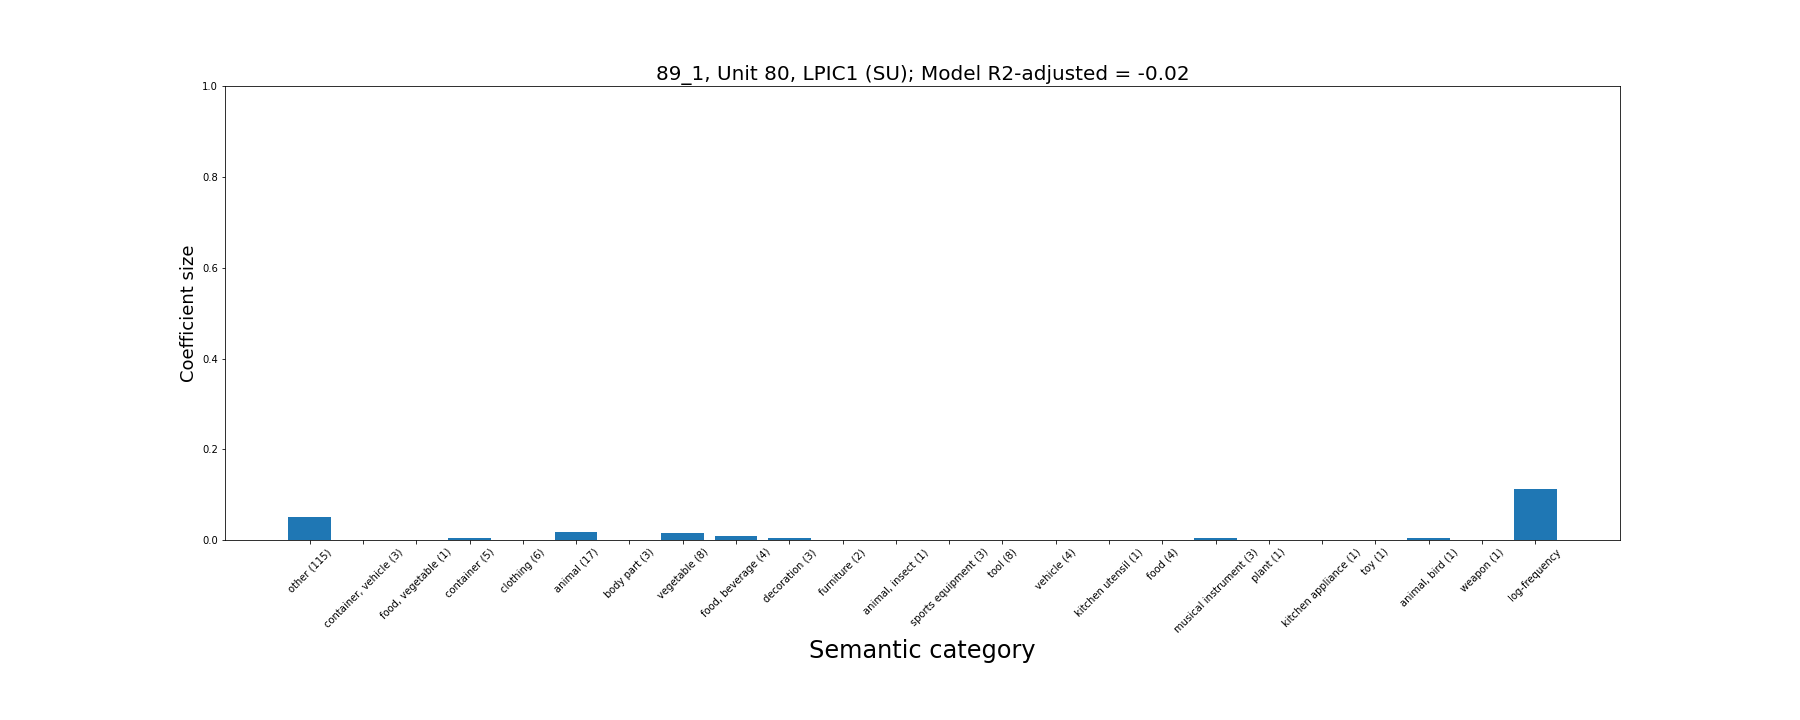 89_1, Unit 80, LPIC1 (SU); Model R2-adjusted = -0.02
Coefficient size
1.0
0.8
0.6
0.4
0.2
0.0
other (115)
container, vehicle (3)
food, vegetable (1)
container (5)
clothing (6)
animal (17)
body part (3)
vegetable (8)
food, beverage (4)
decoration (3)
furniture (2)
animal, insect (1)
sports equipment (3)
tool (8)
vehicle (4)
kitchen utensil (1)
food (4)
musical instrument (3)
plant (1)
kitchen appliance (1)
toy (1)
animal, bird (1)
weapon (1)
log-frequency
Semantic category